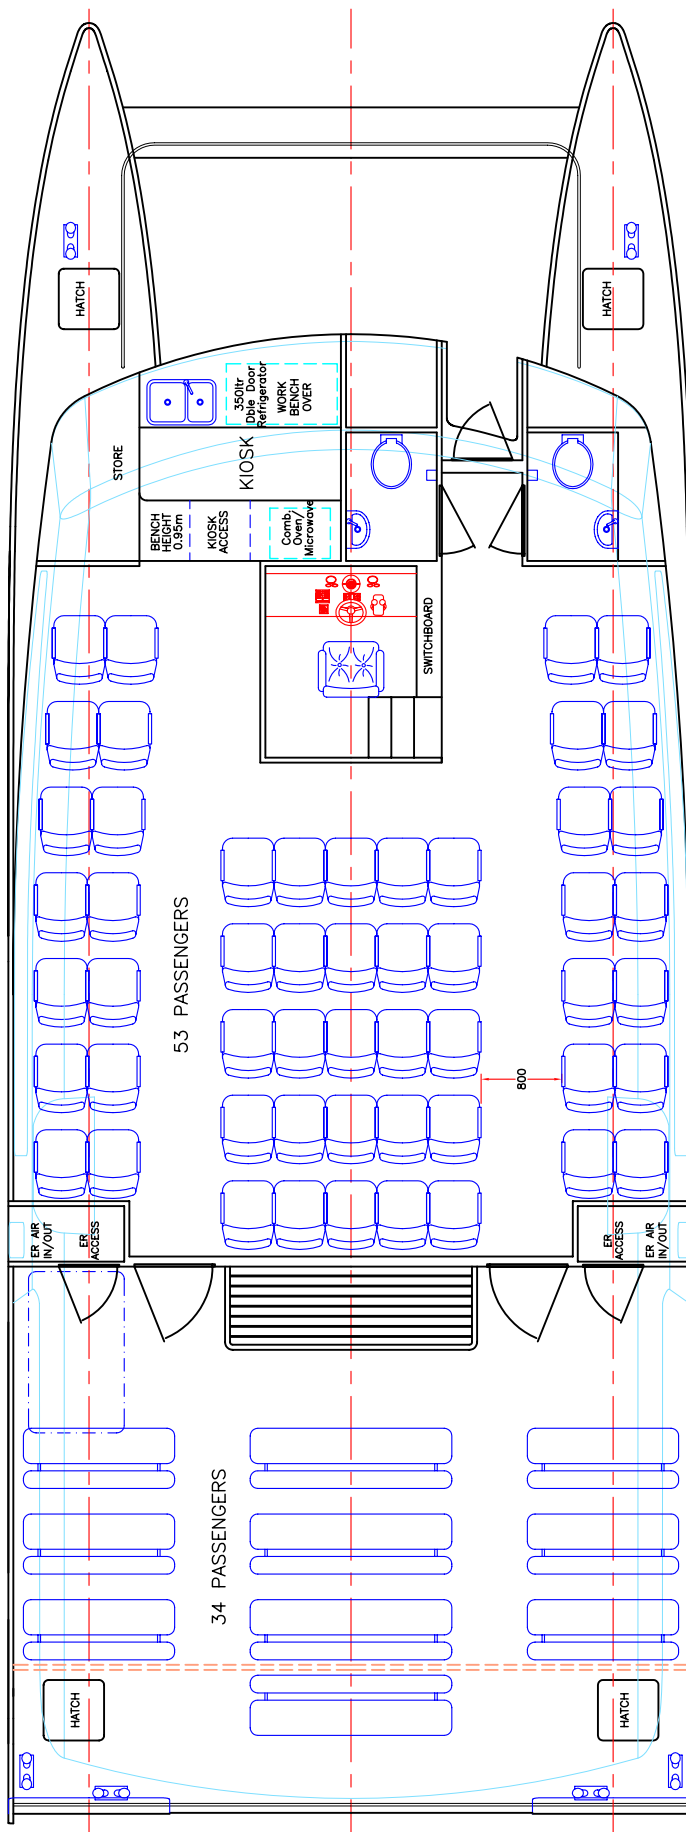 HATCH
HATCH
350ltr
Dble Door
Refrigerator
WORK
BENCH
OVER
STORE
KIOSK
BENCH
HEIGHT
0.95m
KIOSK
ACCESS
Comb.
Oven/
Microwave
SWITCHBOARD
53 PASSENGERS
800
ER AIR
IN/OUT
ER
ACCESS
ER
ACCESS
ER AIR
IN/OUT
34 PASSENGERS
HATCH
HATCH